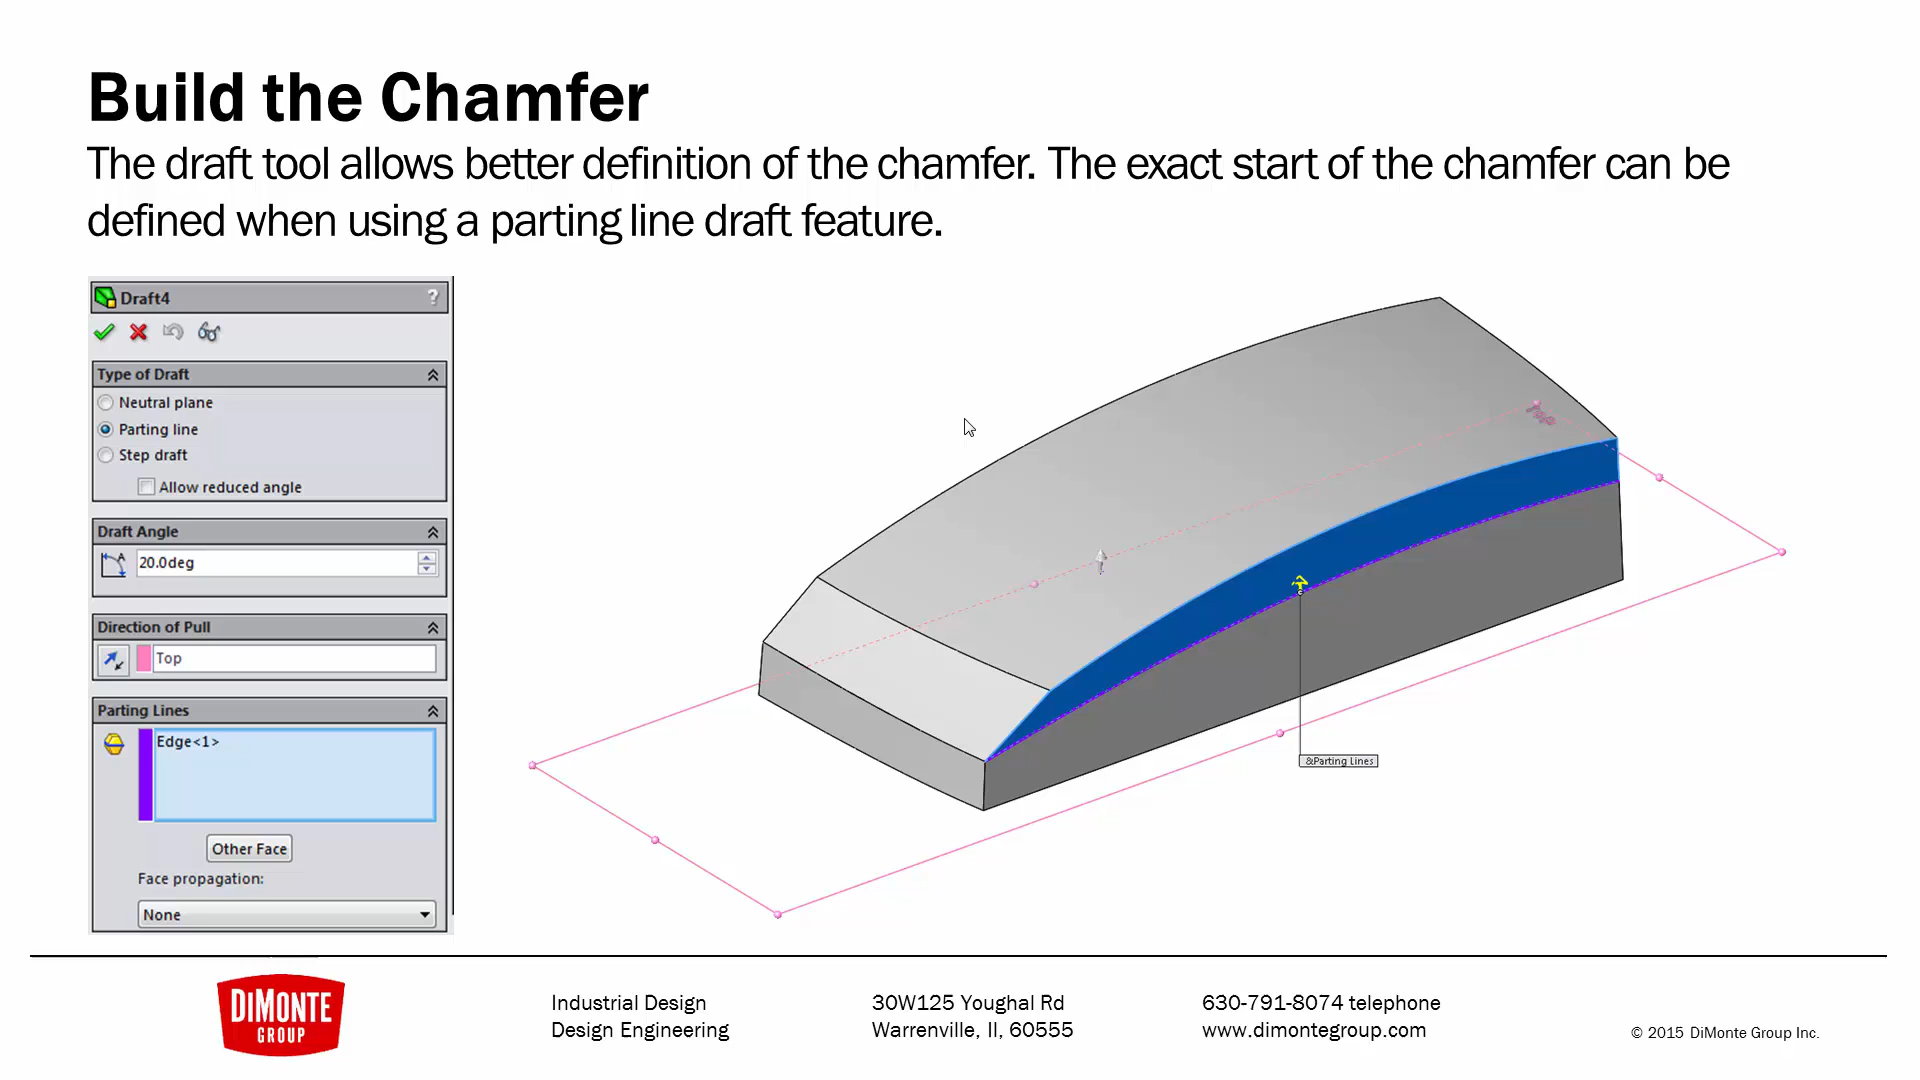 Build the Chamfer
The draft tool allows better definition of the chamfer. The exact start of the chamfer can be
defined when using a parting line draft feature.
Draft4
?
Type of Draft
Neutral plane
Parting line
Step draft
Allow reduced angle
Draft Angle
20.0deg
Direction of Pull
Top
Parting Lines
Edge<1>
Other Face
Face propagation:
None
Top
&Parting Lines
DIMONTE
GROUP
Industrial Design
Design Engineering
30W125 Youghal Rd
Warrenville, Il, 60555
630-791-8074 telephone
www.dimontegroup.com
© 2015 DiMonte Group Inc.